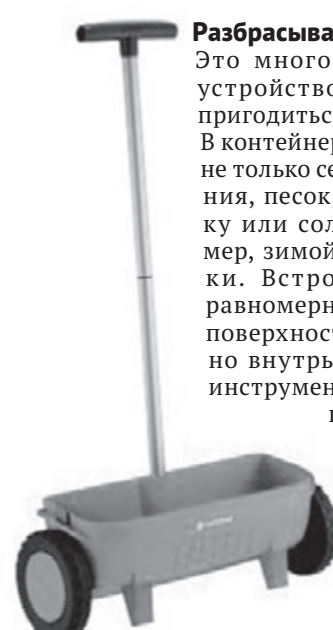 Разбрасыва
Это много
устройство
пригодиться
В контейнер
не только се
ния, песок,
ку или сол
мер, зимой
ки. Встро
равномерн
поверхност
но внутрь
инструмен